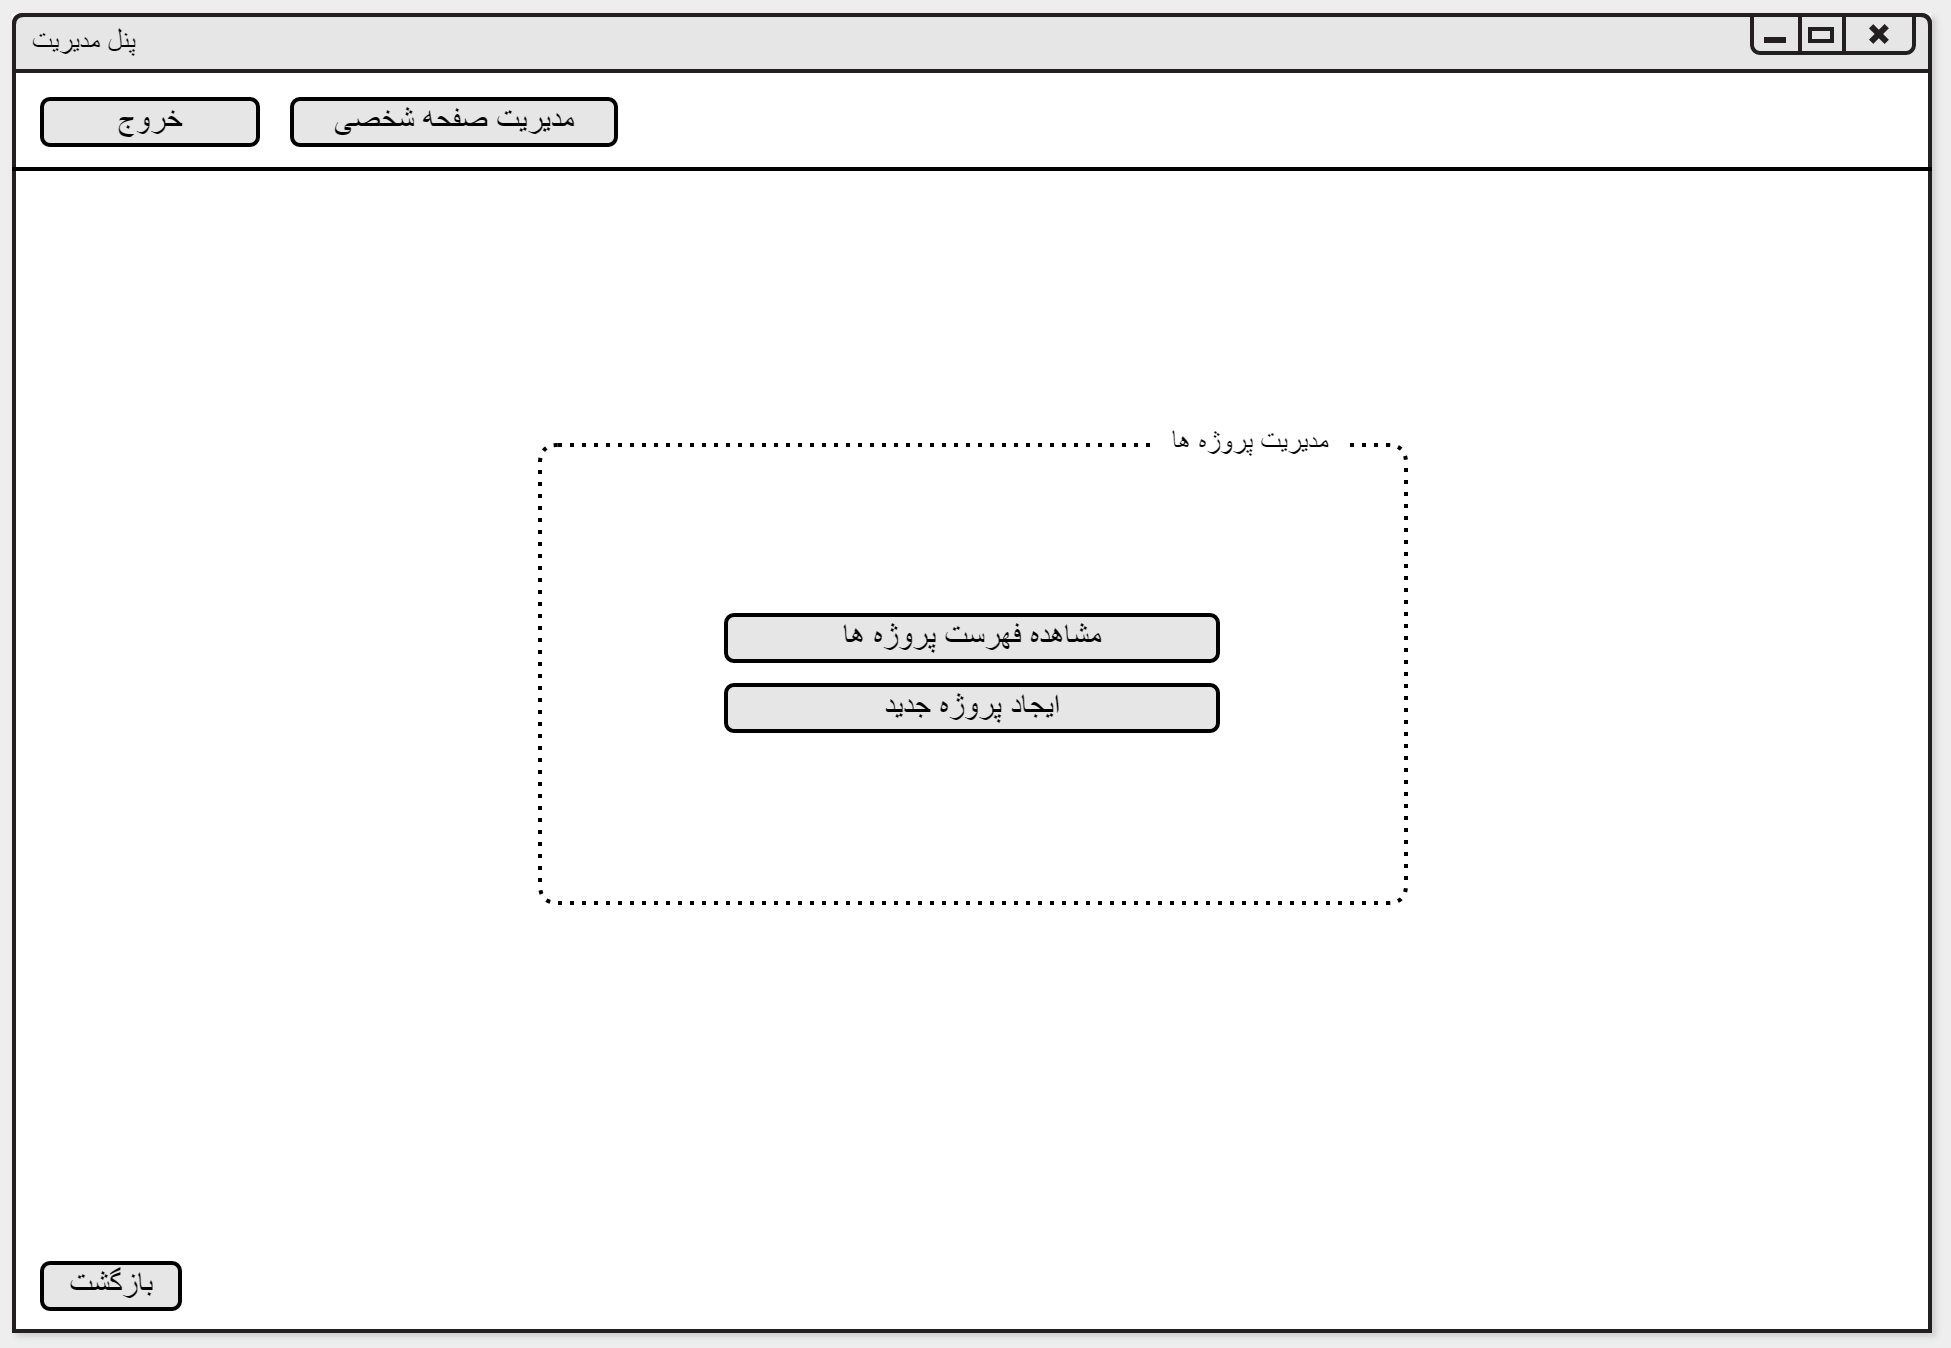 پنل مدیریت
مدیریت صفحه شخصی
خروج
مدیریت پروژه ها
مشاهده فهرست پروژه ها
ایجاد پروژه جدید
بازگشت